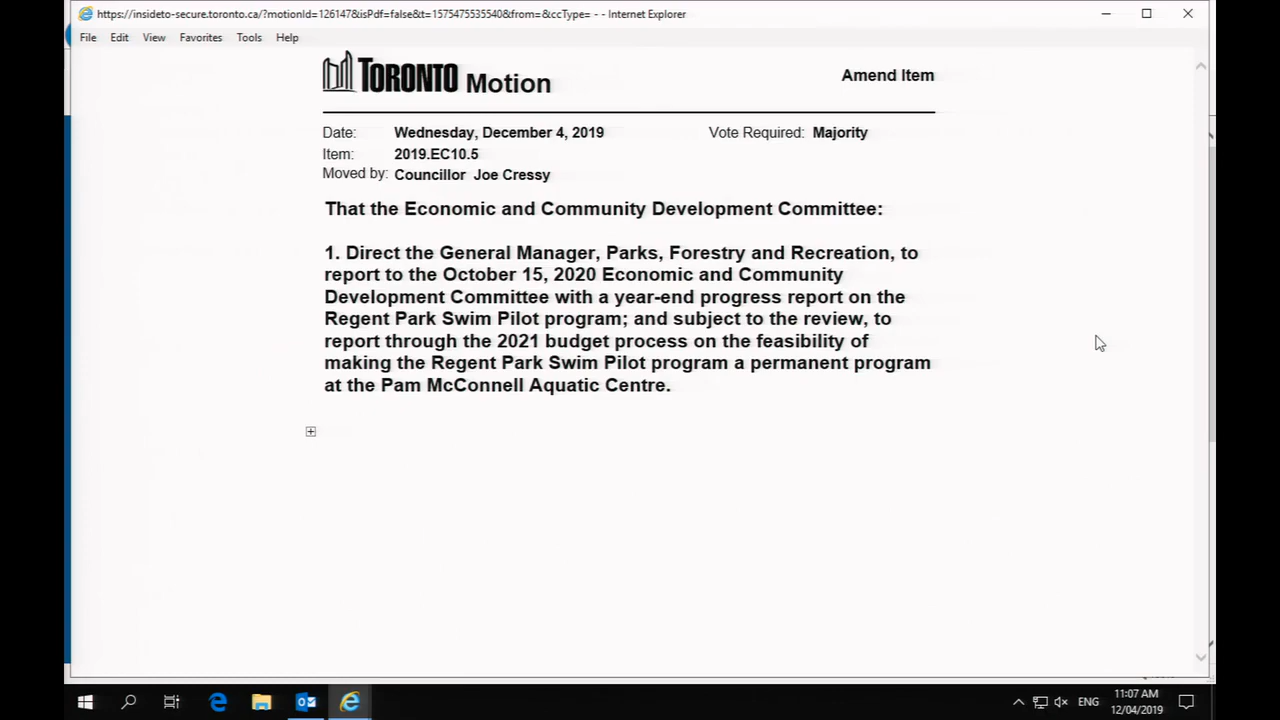 https://insideto-secure.toronto.ca/?motionId=126147&isPdf=false&t=1575475535540&from=&ccType= - - Internet Explorer
File Edit View Favorites Tools Help
TORONTO Motion Amend Item
Date: Wednesday, December 4, 2019 Vote Required: Majority
Item: 2019.EC10.5
Moved by: Councillor Joe Cressy
That the Economic and Community Development Committee:
1. Direct the General Manager, Parks, Forestry and Recreation, to
report to the October 15, 2020 Economic and Community
Development Committee with a year-end progress report on the
Regent Park Swim Pilot program; and subject to the review, to
report through the 2021 budget process on the feasibility of
making the Regent Park Swim Pilot program a permanent program
at the Pam McConnell Aquatic Centre.
ENG 11:07 AM
12/04/2019